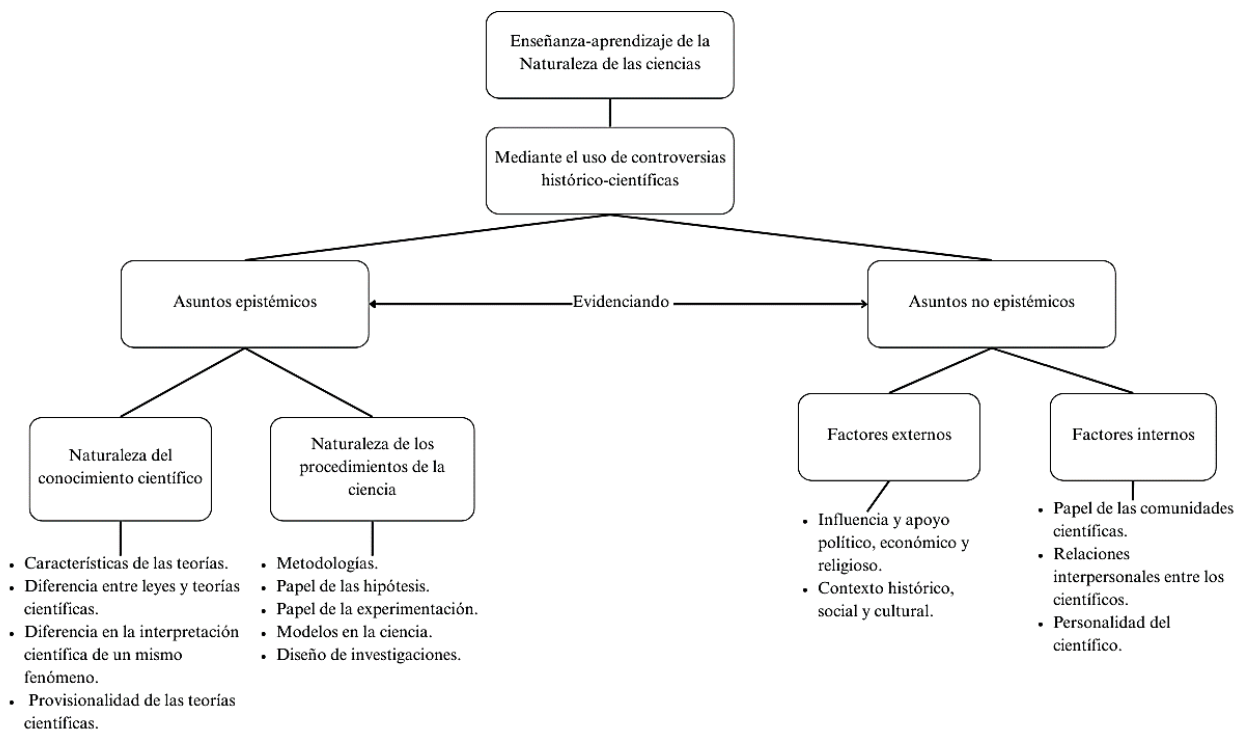 Enseñanza-aprendizaje de la
Naturaleza de las ciencias
Mediante el uso de controversias
histórico-científicas
Asuntos epistémicos
Evidenciando
Asuntos no epistémicos
Naturaleza del
conocimiento científico
Naturaleza de los
procedimientos de la
ciencia
Factores externos
Factores internos
• Características de las teorías.
• Diferencia entre leyes y teorías
científicas.
• Diferencia en la interpretación
científica de un mismo
fenómeno.
• Provisionalidad de las teorías
científicas.
• Metodologías.
• Papel de las hipótesis.
• Papel de la experimentación.
• Modelos en la ciencia.
• Diseño de investigaciones.
• Influencia y apoyo
político, económico y
religioso.
• Contexto histórico,
social y cultural.
• Papel de las comunidades
científicas.
• Relaciones
interpersonales entre los
científicos.
• Personalidad del
científico.